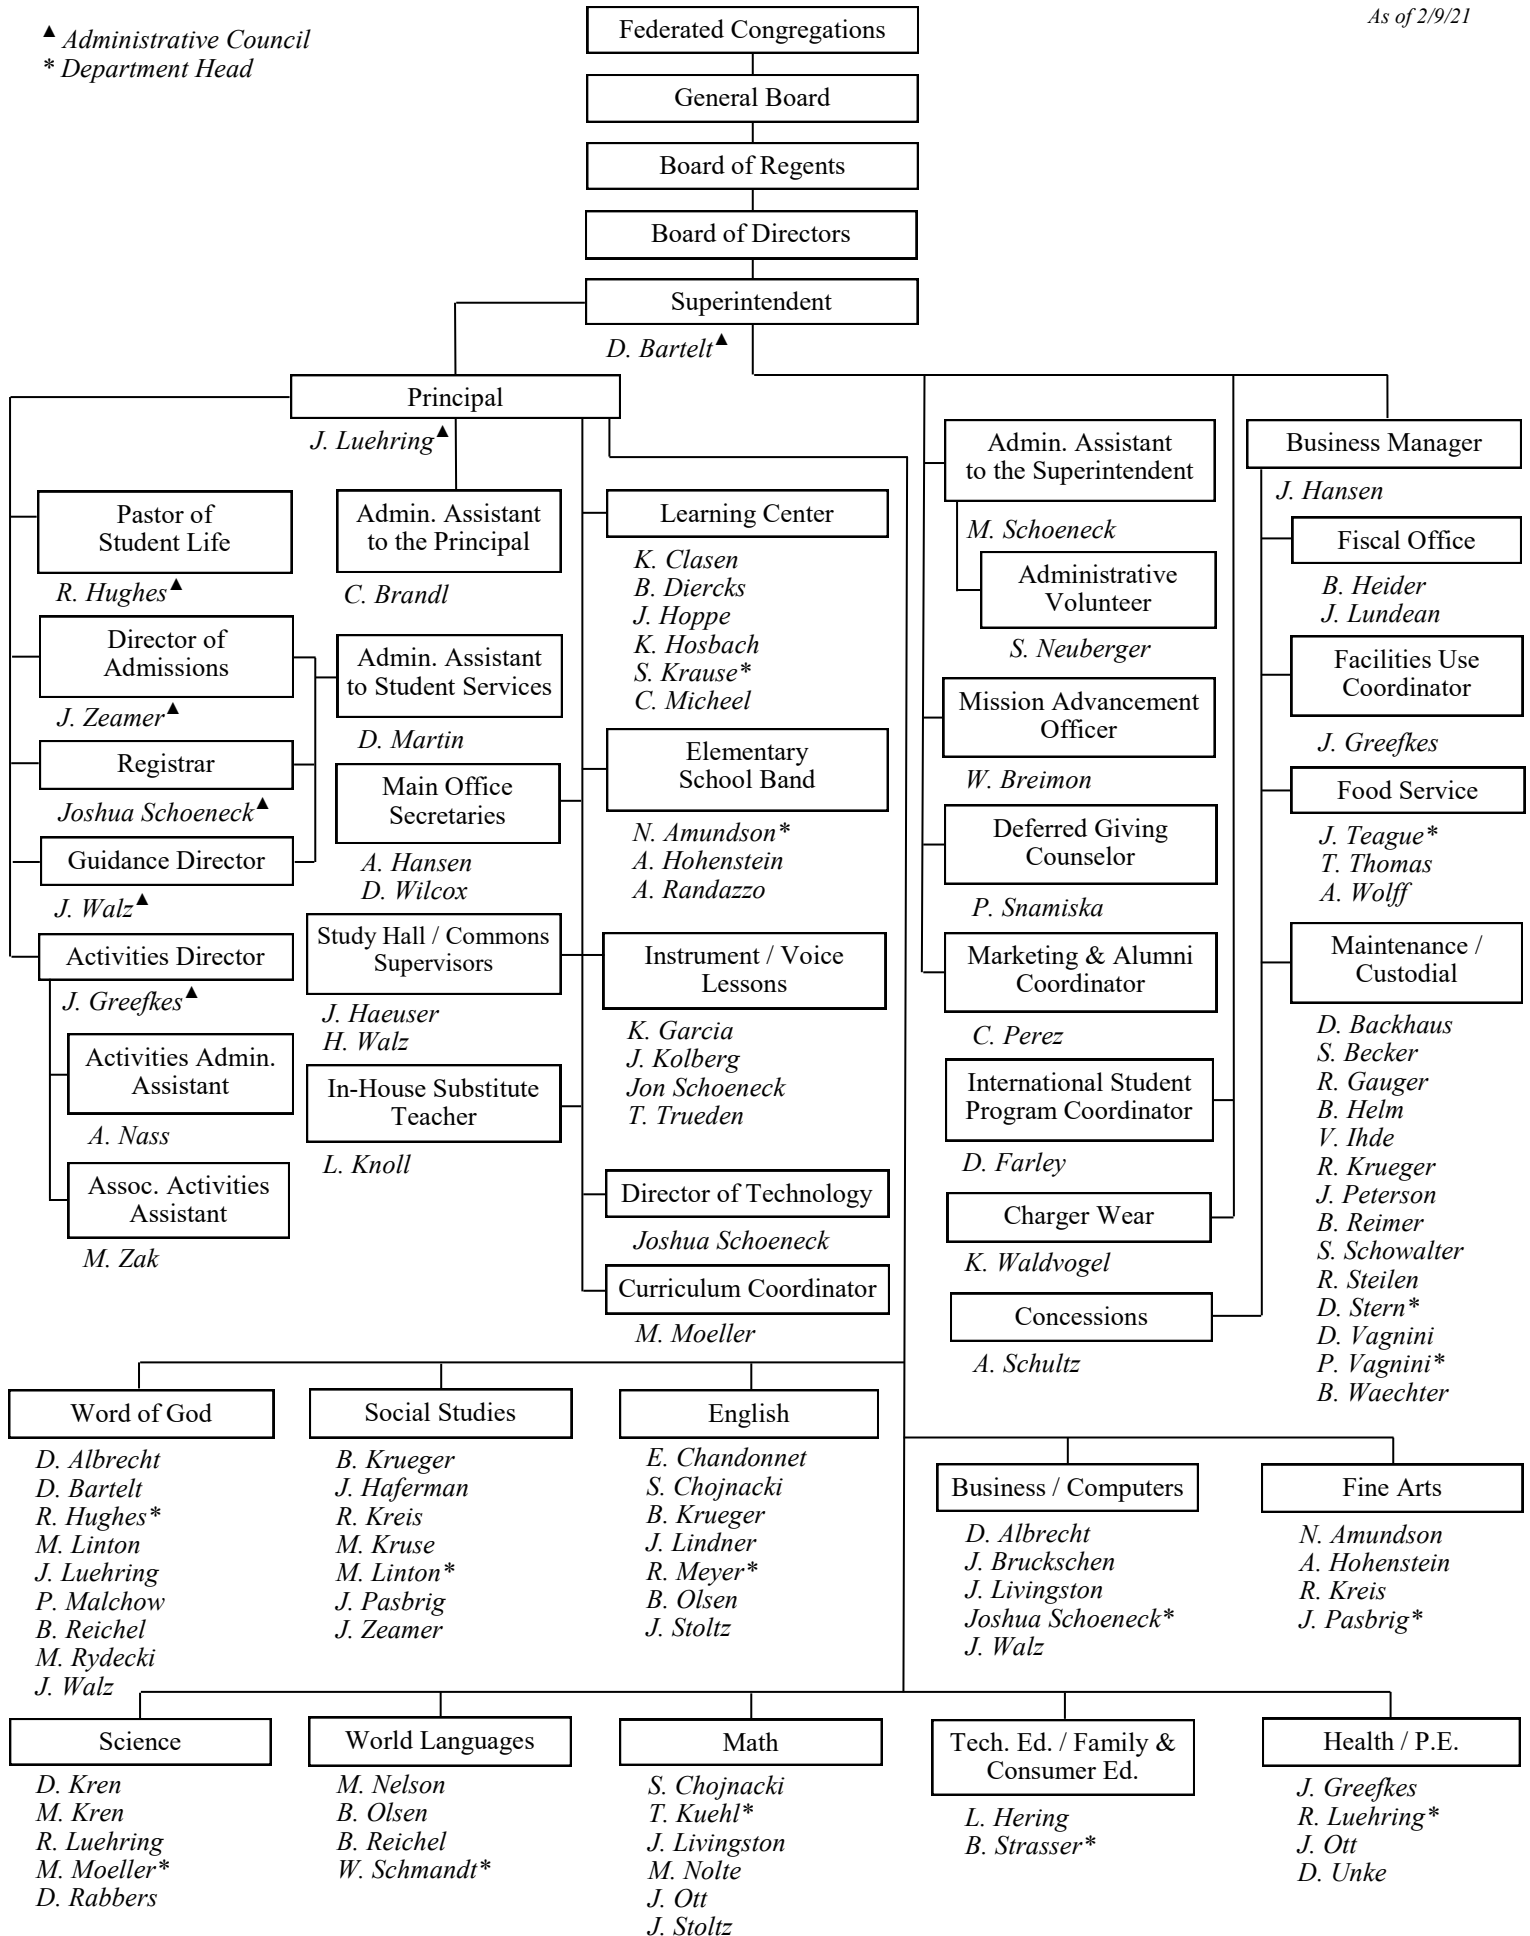 ▲ Administrative Council
* Department Head
As of 2/9/21
Federated Congregations
General Board
Board of Regents
Board of Directors
Superintendent
D. Bartelt▲
Principal
J. Luehring▲
Pastor of
Student Life
R. Hughes▲
Director of
Admissions
J. Zeamer▲
Registrar
Joshua Schoeneck▲
Guidance Director
J. Walz▲
Activities Director
J. Greefkes▲
Activities Admin.
Assistant
A. Nass
Assoc. Activities
Assistant
M. Zak
Admin. Assistant
to the Principal
C. Brandl
Admin. Assistant
to Student Services
D. Martin
Main Office
Secretaries
A. Hansen
D. Wilcox
Study Hall / Commons
Supervisors
J. Haeuser
H. Walz
In-House Substitute
Teacher
L. Knoll
Learning Center
K. Clasen
B. Diercks
J. Hoppe
K. Hosbach
S. Krause*
C. Micheel
Elementary
School Band
N. Amundson*
A. Hohenstein
A. Randazzo
Instrument / Voice
Lessons
K. Garcia
J. Kolberg
Jon Schoeneck
T. Trueden
Director of Technology
Joshua Schoeneck
Curriculum Coordinator
M. Moeller
Admin. Assistant
to the Superintendent
M. Schoeneck
Administrative
Volunteer
S. Neuberger
Mission Advancement
Officer
W. Breimon
Deferred Giving
Counselor
P. Snamiska
Marketing & Alumni
Coordinator
C. Perez
International Student
Program Coordinator
D. Farley
Charger Wear
K. Waldvogel
Concessions
A. Schultz
Business Manager
J. Hansen
Fiscal Office
B. Heider
J. Lundean
Facilities Use
Coordinator
J. Greefkes
Food Service
J. Teague*
T. Thomas
A. Wolff
Maintenance /
Custodial
D. Backhaus
S. Becker
R. Gauger
B. Helm
V. Ihde
R. Krueger
J. Peterson
B. Reimer
S. Schowalter
R. Steilen
D. Stern*
D. Vagnini
P. Vagnini*
B. Waechter
Word of God
D. Albrecht
D. Bartelt
R. Hughes*
M. Linton
J. Luehring
P. Malchow
B. Reichel
M. Rydecki
J. Walz
Social Studies
B. Krueger
J. Haferman
R. Kreis
M. Kruse
M. Linton*
J. Pasbrig
J. Zeamer
English
E. Chandonnet
S. Chojnacki
B. Krueger
J. Lindner
R. Meyer*
B. Olsen
J. Stoltz
Business / Computers
D. Albrecht
J. Bruckschen
J. Livingston
Joshua Schoeneck*
J. Walz
Fine Arts
N. Amundson
A. Hohenstein
R. Kreis
J. Pasbrig*
Science
D. Kren
M. Kren
R. Luehring
M. Moeller*
D. Rabbers
World Languages
M. Nelson
B. Olsen
B. Reichel
W. Schmandt*
Math
S. Chojnacki
T. Kuehl*
J. Livingston
M. Nolte
J. Ott
J. Stoltz
Tech. Ed. / Family &
Consumer Ed.
L. Hering
B. Strasser*
Health / P.E.
J. Greefkes
R. Luehring*
J. Ott
D. Unke